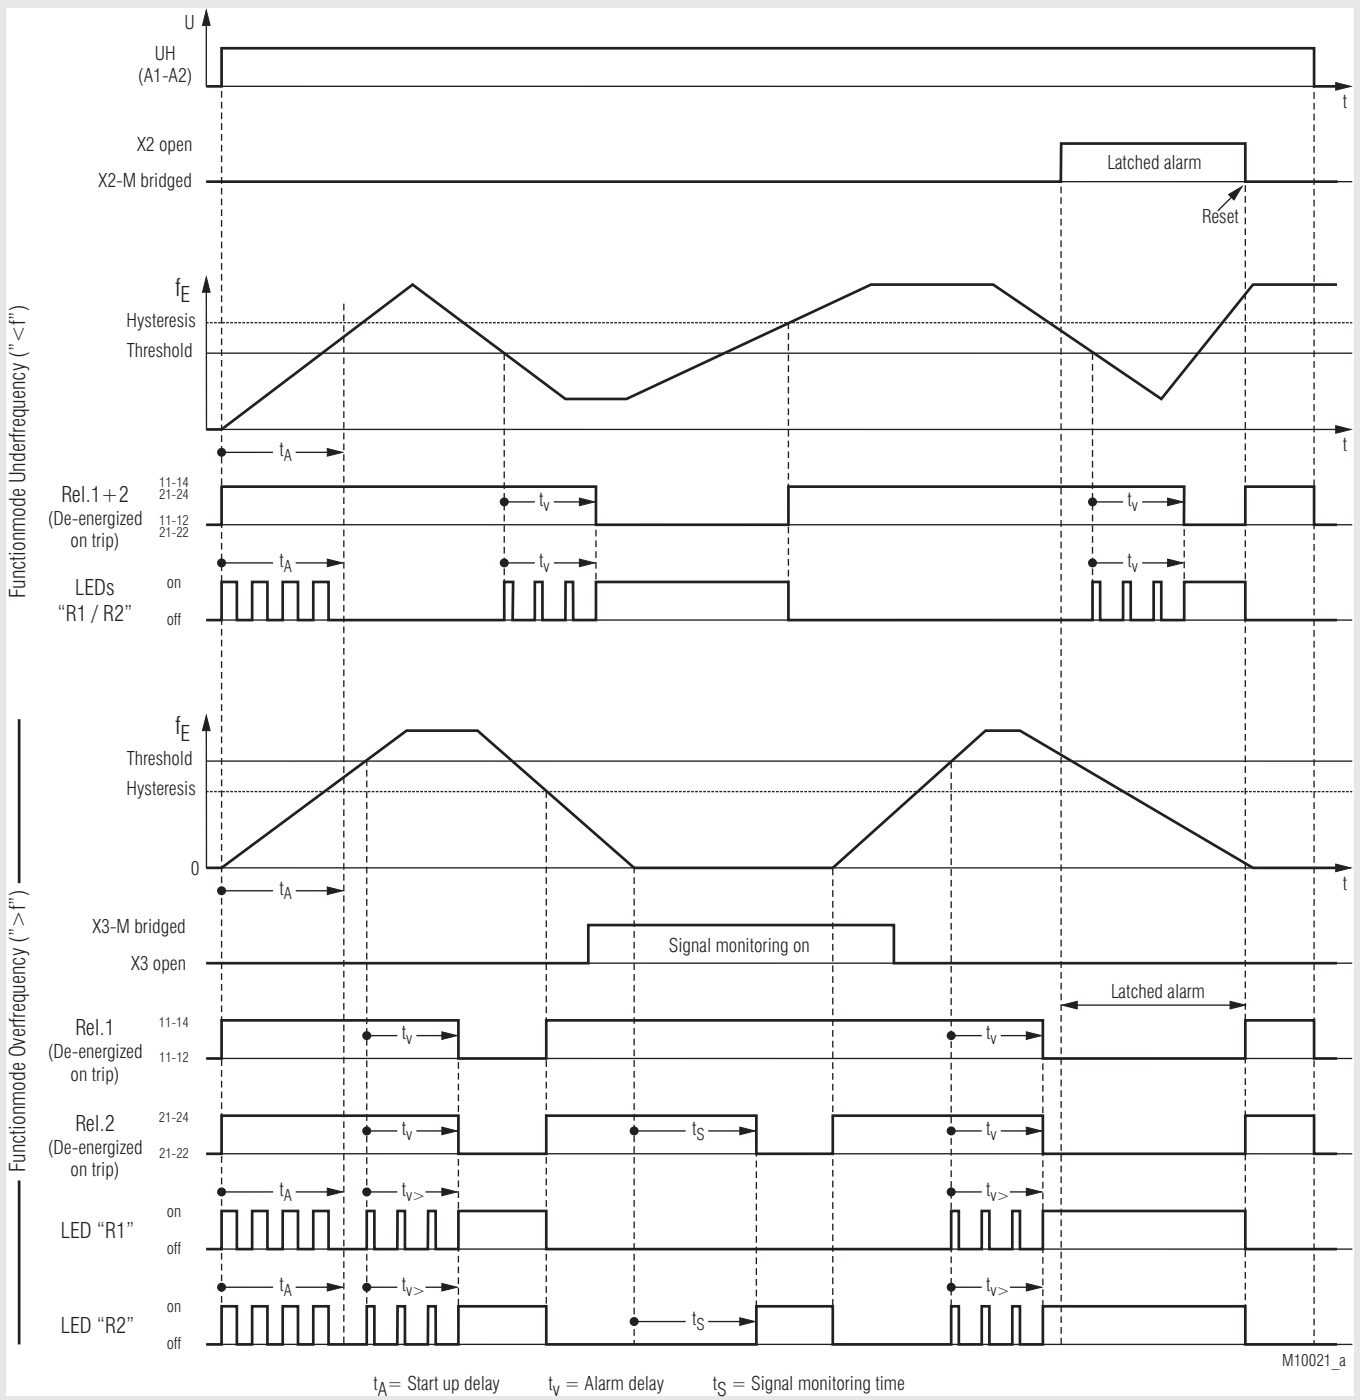 U
UH
(A1-A2)
t
X2 open
Latched alarm
X2-M bridged
Reset
Functionmode Underfrequency ("<f")
fE
Hysteresis
Threshold
t
tA
Rel.1+2
(De-energized
on trip)
11-14
21-24
11-12
21-22
tv
tv
tA
tv
tv
LEDs
"R1 / R2"
on
off
Functionmode Overfrequency (">f")
fE
Threshold
Hysteresis
0
t
tA
X3-M bridged
Signal monitoring on
X3 open
Latched alarm
Rel.1
(De-energized
on trip)
11-14
11-12
tv
tv
Rel.2
(De-energized
on trip)
21-24
21-22
tv
tS
tv
tA
tv>
tv>
LED "R1"
on
off
tA
tv>
tv>
LED "R2"
on
off
tS
M10021_a
tA= Start up delay
tv = Alarm delay
tS = Signal monitoring time